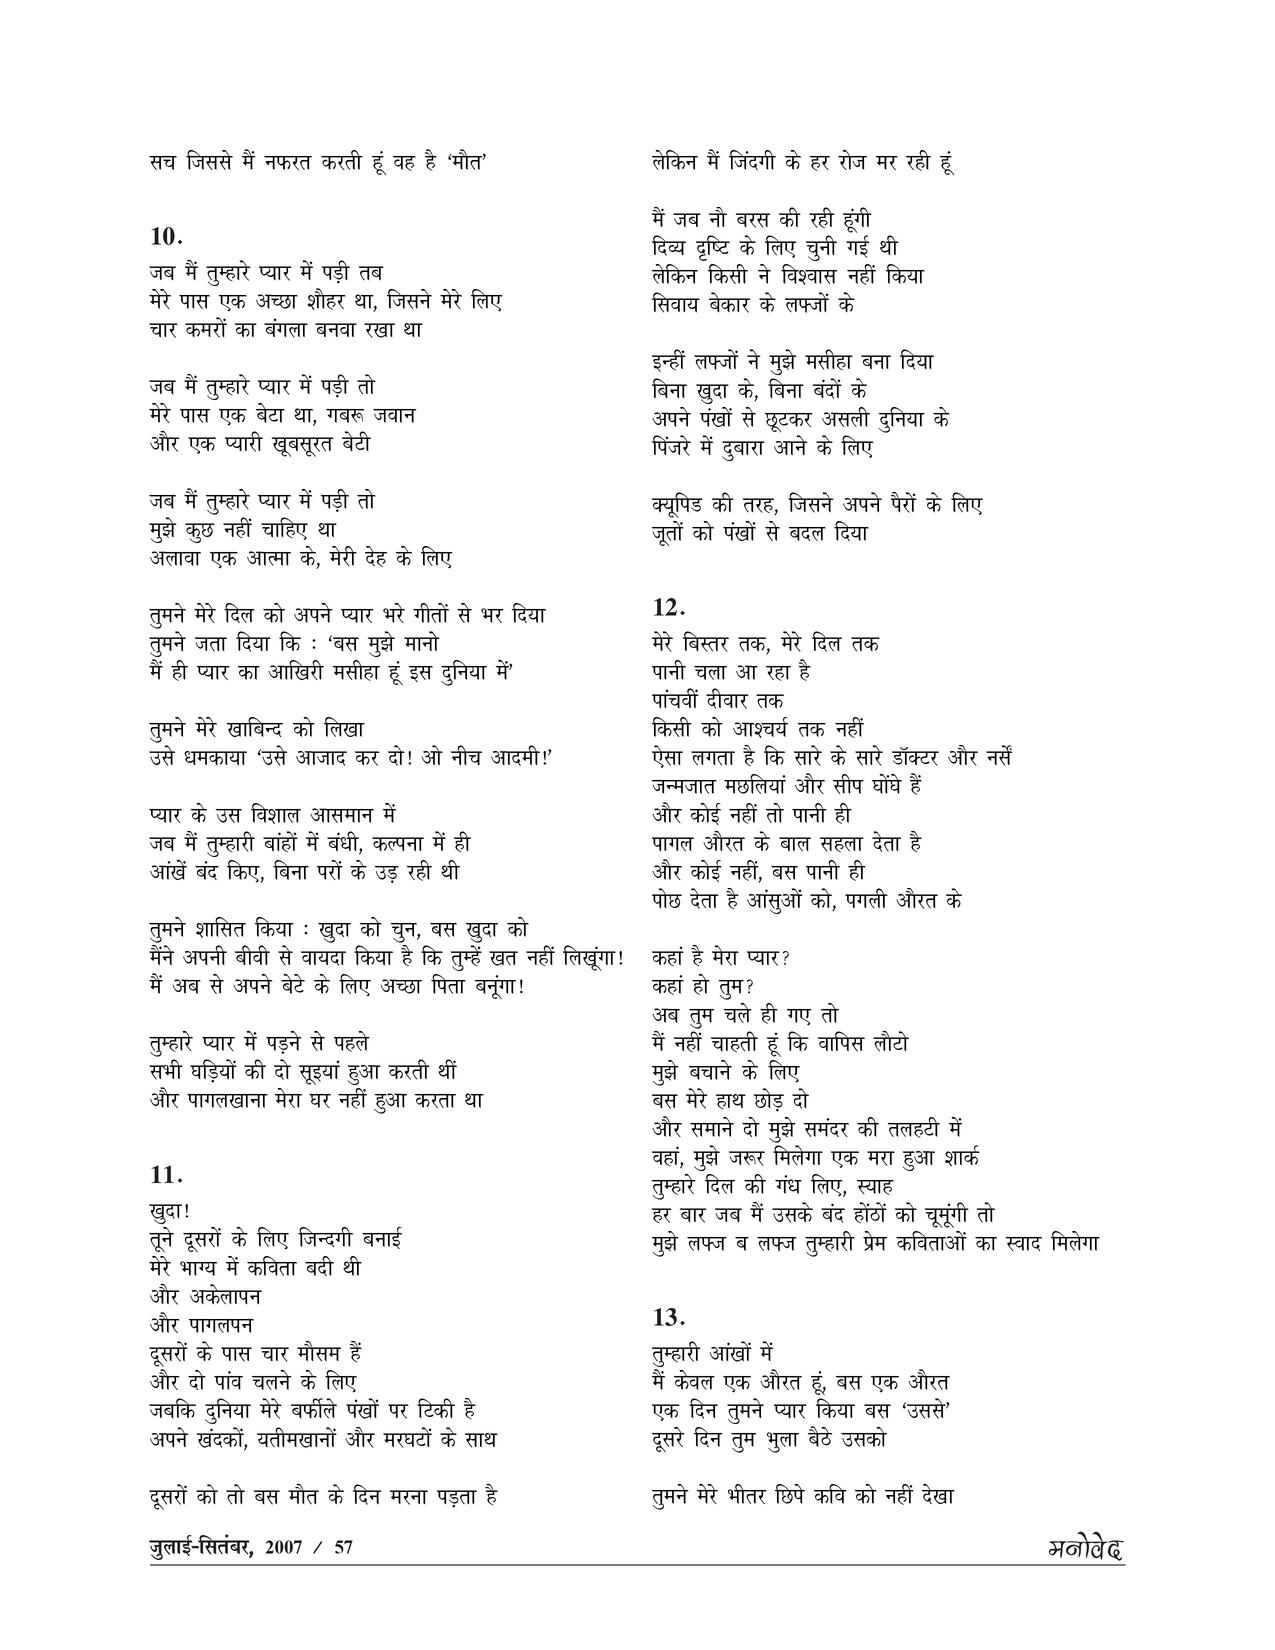 सच जिससे मैं नफरत करती हूं वह है ‘मौत’
10.
जब मैं तुम्हारे प्यार में पड़ी तब
मेरे पास एक अच्छा शौहर था, जिसने मेरे लिए
चार कमरों का बंगला बनवा रखा था
जब मैं तुम्हारे प्यार में पड़ी तो
मेरे पास एक बेटा था, गबरू जवान
और एक प्यारी खूबसूरत बेटी
जब मैं तुम्हारे प्यार में पड़ी तो
मुझे कुछ नहीं चाहिए था
अलावा एक आत्मा के, मेरी देह के लिए
तुमने मेरे दिल को अपने प्यार भरे गीतों से भर दिया
तुमने जता दिया कि : ‘बस मुझे मानो
मैं ही प्यार का आखिरी मसीहा हूं इस दुनिया में’
तुमने मेरे खाबिन्द को लिखा
उसे धमकाया ‘उसे आजाद कर दो! ओ नीच आदमी!’
प्यार के उस विशाल आसमान में
जब मैं तुम्हारी बांहों में बंधी, कल्पना में ही
आंखें बंद किए, बिना परों के उड़ रही थी
तुमने शासित किया : खुदा को चुन, बस खुदा को
मैंने अपनी बीवी से वायदा किया है कि तुम्हें खत नहीं लिखूंगा!
मैं अब से अपने बेटे के लिए अच्छा पिता बनूंगा!
तुम्हारे प्यार में पड़ने से पहले
सभी घड़ियों की दो सूइयां हुआ करती थीं
और पागलखाना मेरा घर नहीं हुआ करता था
11.
खुदा!
तूने दूसरों के लिए जिन्दगी बनाई
मेरे भाग्य में कविता बदी थी
और अकेलापन
और पागलपन
दूसरों के पास चार मौसम हैं
और दो पांव चलने के लिए
जबकि दुनिया मेरे बर्फीले पंखों पर टिकी है
अपने खंदकों, यतीमखानों और मरघटों के साथ
दूसरों को तो बस मौत के दिन मरना पड़ता है
लेकिन मैं जिंदगी के हर रोज मर रही हूं
मैं जब नौ बरस की रही हूंगी
दिव्य दृष्टि के लिए चुनी गई थी
लेकिन किसी ने विश्वास नहीं किया
सिवाय बेकार के लफ्जों के
इन्हीं लफ्जों ने मुझे मसीहा बना दिया
बिना खुदा के, बिना बंदों के
अपने पंखों से छूटकर असली दुनिया के
पिंजरे में दुबारा आने के लिए
क्यूपिड की तरह, जिसने अपने पैरों के लिए
जूतों को पंखों से बदल दिया
12.
मेरे बिस्तर तक, मेरे दिल तक
पानी चला आ रहा है
पांचवीं दीवार तक
किसी को आश्चर्य तक नहीं
ऐसा लगता है कि सारे के सारे डॉक्टर और नर्सें
जन्मजात मछलियां और सीप घोंघे हैं
और कोई नहीं तो पानी ही
पागल औरत के बाल सहला देता है
और कोई नहीं, बस पानी ही
पोछ देता है आंसुओं को, पगली औरत के
कहां है मेरा प्यार?
कहां हो तुम?
अब तुम चले ही गए तो
मैं नहीं चाहती हूं कि वापिस लौटो
मुझे बचाने के लिए
बस मेरे हाथ छोड़ दो
और समाने दो मुझे समंदर की तलहटी में
वहां, मुझे जरूर मिलेगा एक मरा हुआ शार्क
तुम्हारे दिल की गंध लिए, स्याह
हर बार जब मैं उसके बंद होंठों को चूमूंगी तो
मुझे लफ्ज ब लफ्ज तुम्हारी प्रेम कविताओं का स्वाद मिलेगा
13.
तुम्हारी आंखों में
मैं केवल एक औरत हूं, बस एक औरत
एक दिन तुमने प्यार किया बस ‘उससे’
दूसरे दिन तुम भुला बैठे उसको
तुमने मेरे भीतर छिपे कवि को नहीं देखा
जुलाई-सितंबर, 2007 / 57
मनोवेद